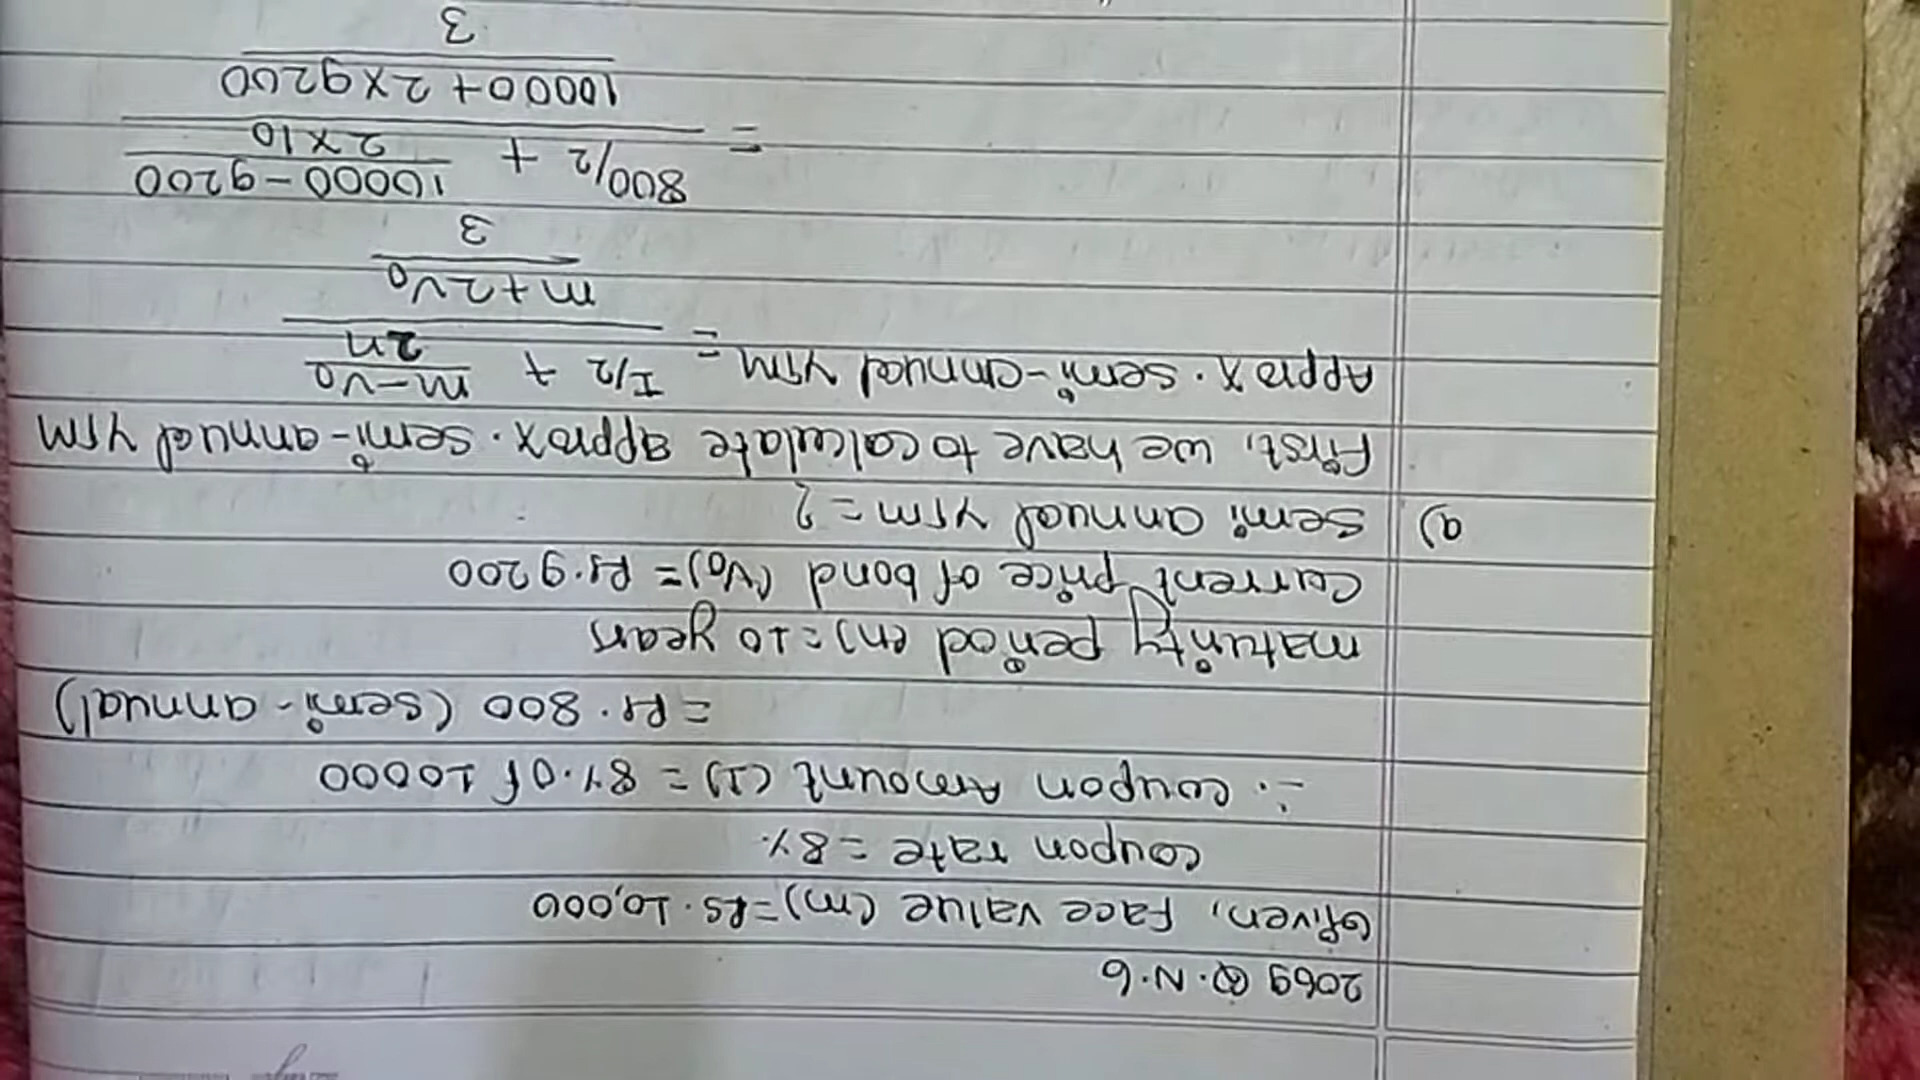 2069 Q.N.6
Given, Face value (m)=Rs.10,000
coupon rate = 8%
∴ coupon Amount (I) = 8% of 10000
= Rs. 800 (semi-annual)
maturity period (n)=10 years
current price of bond (V0) = Rs.9200
a) semi annual YTM = ?
First, we have to calculate approx. semi-annual YTM
Approx. semi-annual YTM = I/2 + m-V0
2n
m+2V0
3
= 800/2 + 10000-9200
2×10
10000+2×9200
3